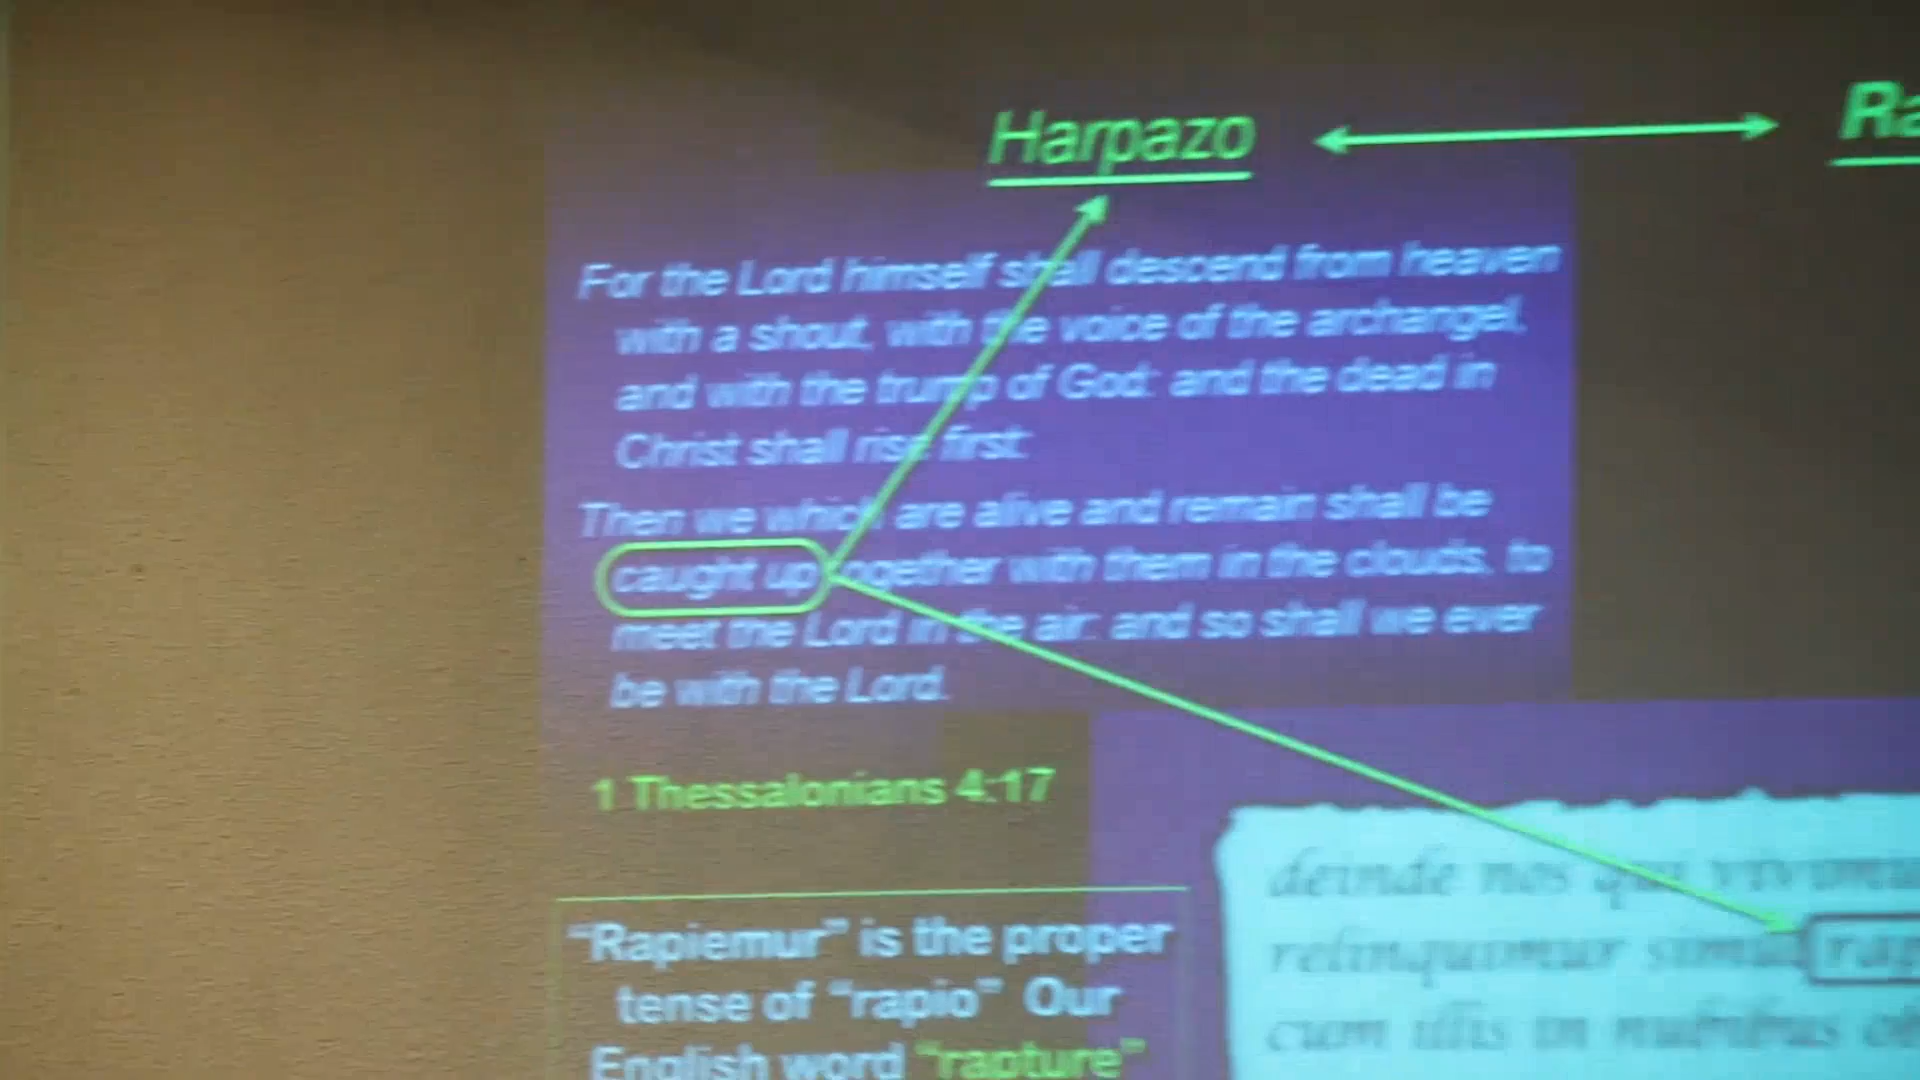 Harpazo
For the Lord himself shall descend from heaven
with a shout, with the voice of the archangel,
and with the trump of God: and the dead in
Christ shall rise first:
Then we which are alive and remain shall be
caught up together with them in the clouds, to
meet the Lord in the air: and so shall we ever
be with the Lord.
1 Thessalonians 4:17
“Rapiemur” is the proper
tense of “rapio” Our
English word “rapture”
deinde nos qui
relinquimur simul
cum illis in nubibus